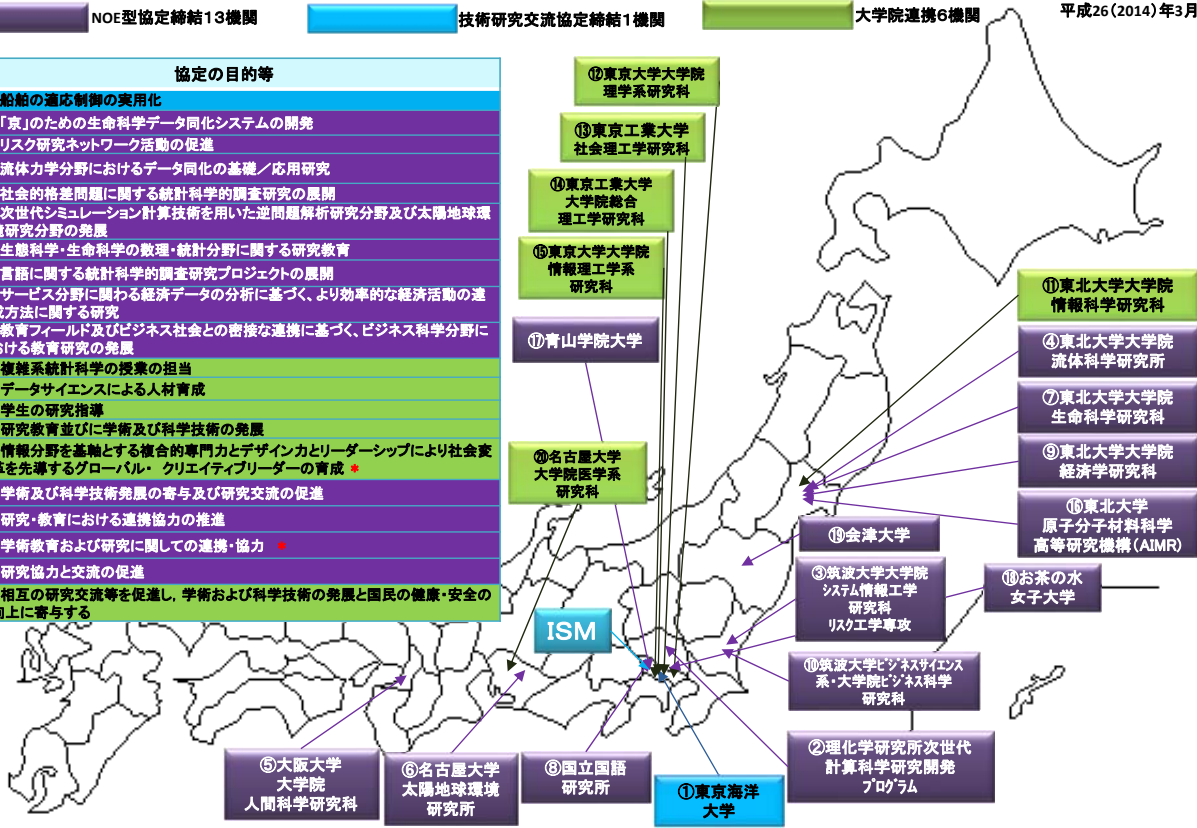 NOE型協定締結13機関
技術研究交流協定締結1機関
大学院連携6機関
平成26(2014)年3月
協定の目的等
船舶の適応制御の実用化
「京」のための生命科学データ同化システムの開発
リスク研究ネットワーク活動の促進
流体力学分野におけるデータ同化の基礎／応用研究
社会的格差問題に関する統計科学的調査研究の展開
次世代シミュレーション計算技術を用いた逆問題解析研究分野及び太陽地球環
境研究分野の発展
生態科学・生命科学の数理・統計分野に関する研究教育
言語に関する統計科学的調査研究プロジェクトの展開
サービス分野に関わる経済データの分析に基づく、より効率的な経済活動の達
成方法に関する研究
教育フィールド及びビジネス社会との密接な連携に基づく、ビジネス科学分野に
おける教育研究の発展
複雑系統計科学の授業の担当
データサイエンスによる人材育成
学生の研究指導
研究教育並びに学術及び科学技術の発展
情報分野を基軸とする複合的専門力とデザイン力とリーダーシップにより社会変
革を先導するグローバル・ クリエイティブリーダーの育成 *
学術及び科学技術発展の寄与及び研究交流の促進
研究・教育における連携協力の推進
学術教育および研究に関しての連携・協力 *
研究協力と交流の促進
相互の研究交流等を促進し，学術および科学技術の発展と国民の健康・安全の
向上に寄与する
⑫東京大学大学院
理学系研究科
⑬東京工業大学
社会理工学研究科
⑭東京工業大学
大学院総合
理工学研究科
⑮東京大学大学院
情報理工学系
研究科
⑰青山学院大学
⑳名古屋大学
大学院医学系
研究科
⑪東北大学大学院
情報科学研究科
④東北大学大学院
流体科学研究所
⑦東北大学大学院
生命科学研究科
⑨東北大学大学院
経済学研究科
⑯東北大学
原子分子材料科学
高等研究機構(AIMR)
⑲会津大学
③筑波大学大学院
システム情報工学
研究科
リスク工学専攻
⑱お茶の水
女子大学
ISM
⑩筑波大学ビジネスサイエンス
系・大学院ビジネス科学
研究科
②理化学研究所次世代
計算科学研究開発
プログラム
⑤大阪大学
大学院
人間科学研究科
⑥名古屋大学
太陽地球環境
研究所
⑧国立国語
研究所
①東京海洋
大学